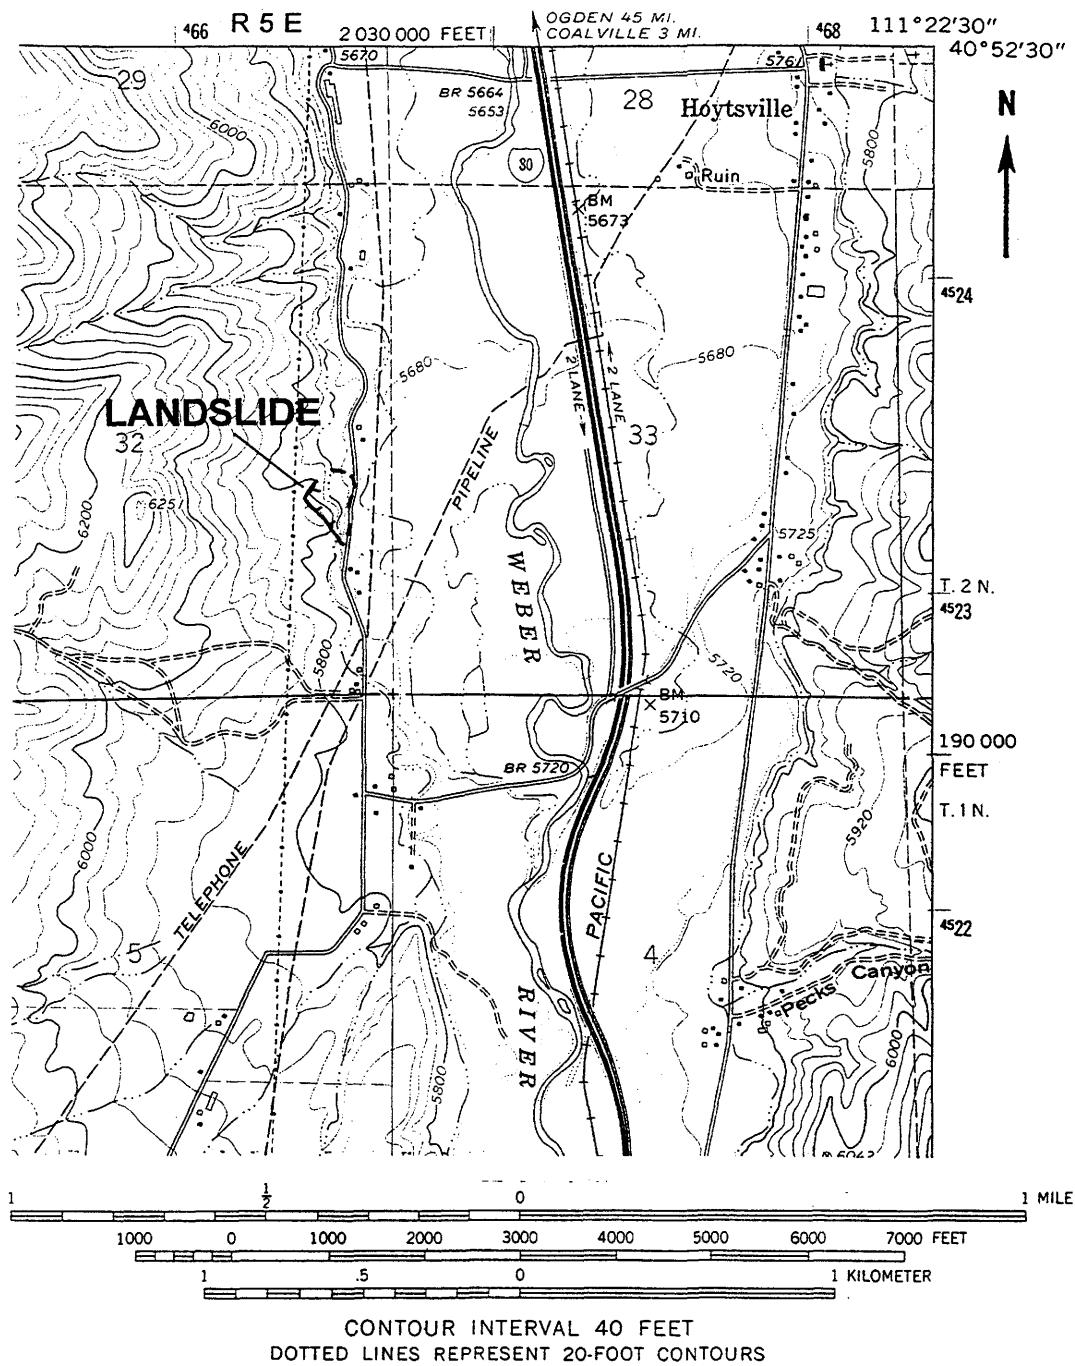 466
R 5 E
2 030 000 FEET
OGDEN 45 MI.
COALVILLE 3 MI.
468
111°22'30"
40°52'30"
5670
29
BR 5664
5653
28
Hoytsville
6000
5800
N
80
Ruin
BM
5673
4524
5680
5680
2 LANE
2 LANE
LANDSLIDE
32
33
PIPELINE
6251
6200
5725
WEBER
T. 2 N.
4523
5800
5720
BM
5710
190 000
FEET
BR 5720
T. 1 N.
5920
6000
TELEPHONE
PACIFIC
4522
5
4
Pecks Canyon
RIVER
5800
6000
1 ½ 0 1 MILE
1000 0 1000 2000 3000 4000 5000 6000 7000 FEET
1 .5 0 1 KILOMETER
CONTOUR INTERVAL 40 FEET
DOTTED LINES REPRESENT 20-FOOT CONTOURS